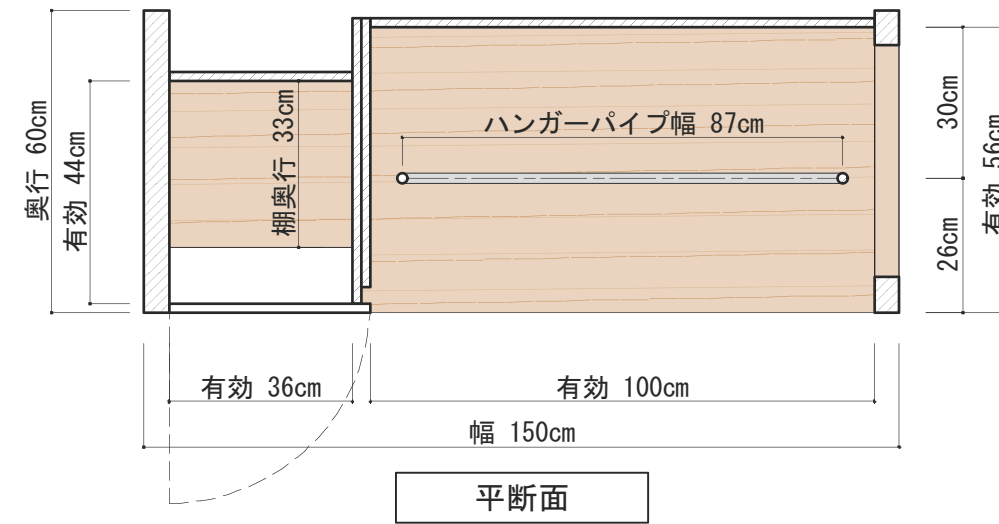 奥行 60cm
有効 44cm
棚奥行 33cm
ハンガーパイプ幅 87cm
30cm
26cm
有効 56cm
有効 36cm
有効 100cm
幅 150cm
平断面